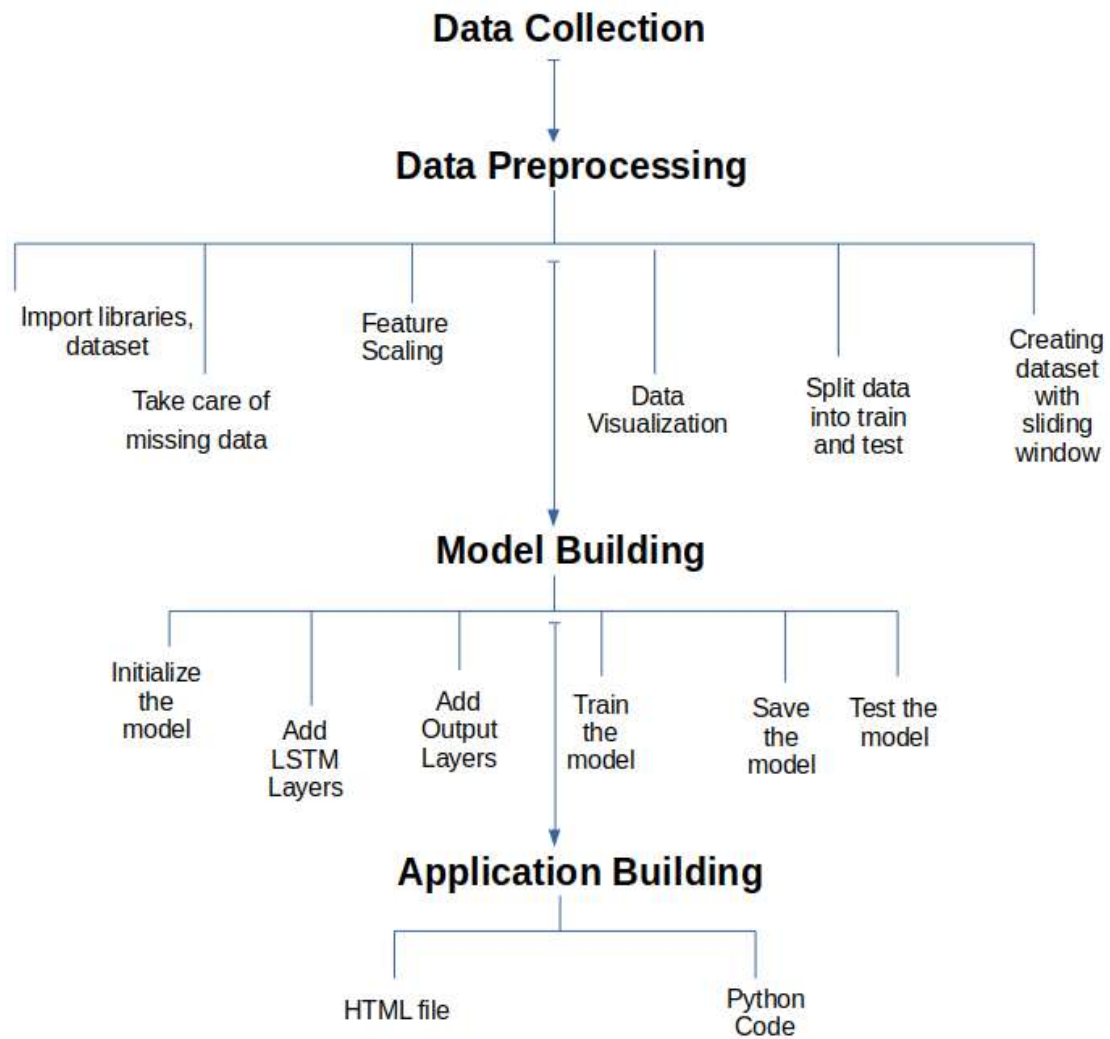 Data Collection
Data Preprocessing
Import libraries,
dataset
Take care of
missing data
Feature
Scaling
Data
Visualization
Split data
into train
and test
Creating
dataset
with
sliding
window
Model Building
Initialize
the
model
Add
LSTM
Layers
Add
Output
Layers
Train
the
model
Save
the
model
Test the
model
Application Building
HTML file
Python
Code